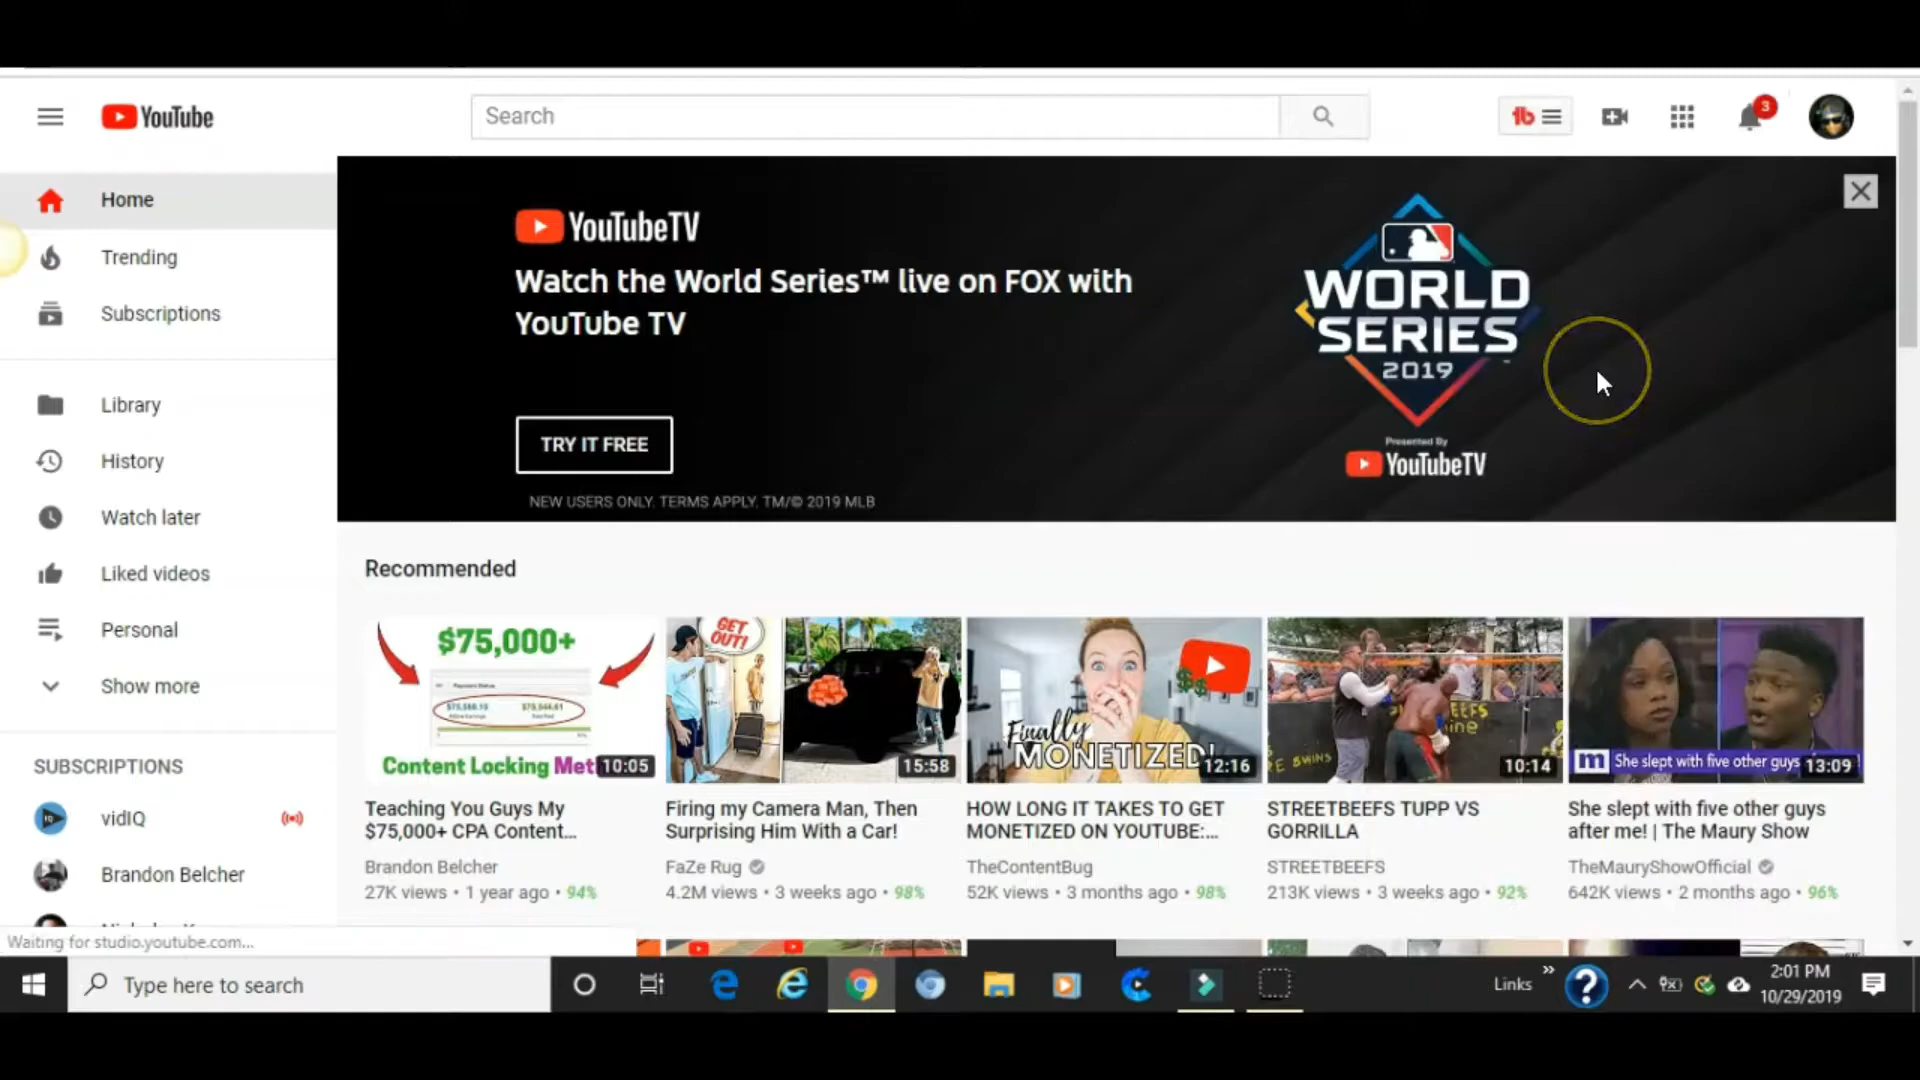 YouTube
Search
3
Home
Trending
Subscriptions
Library
History
Watch later
Liked videos
Personal
Show more
SUBSCRIPTIONS
vidIQ
Brandon Belcher
Waiting for studio.youtube.com...
YouTubeTV
Watch the World Series™ live on FOX with
YouTube TV
TRY IT FREE
NEW USERS ONLY. TERMS APPLY. TM/© 2019 MLB
WORLD
SERIES
2019
Presented By
YouTubeTV
Recommended
$75,000+
Content Locking Met
10:05
Teaching You Guys My
$75,000+ CPA Content...
Brandon Belcher
27K views • 1 year ago • 94%
GET
OUT!
15:58
Firing my Camera Man, Then
Surprising Him With a Car!
FaZe Rug
4.2M views • 3 weeks ago • 98%
$$
Finally
MONETIZED!
12:16
HOW LONG IT TAKES TO GET
MONETIZED ON YOUTUBE:...
TheContentBug
52K views • 3 months ago • 98%
10:14
STREETBEEFS TUPP VS
GORRILLA
STREETBEEFS
213K views • 3 weeks ago • 92%
m She slept with five other guys
13:09
She slept with five other guys
after me! | The Maury Show
TheMauryShowOfficial
642K views • 2 months ago • 96%
Type here to search
Links
2:01 PM
10/29/2019